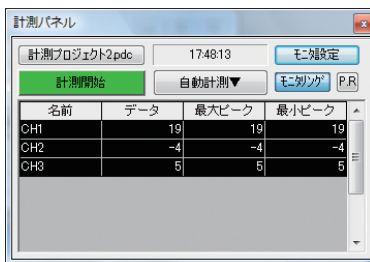 計測パネル
計測プロジェクト2.pdc 17:48:13 モニタ設定
計測開始 自動計測▼ モニタリング P.R
名前 データ 最大ピーク 最小ピーク
CH1 19 19 19
CH2 -4 -4 -4
CH3 5 5 5